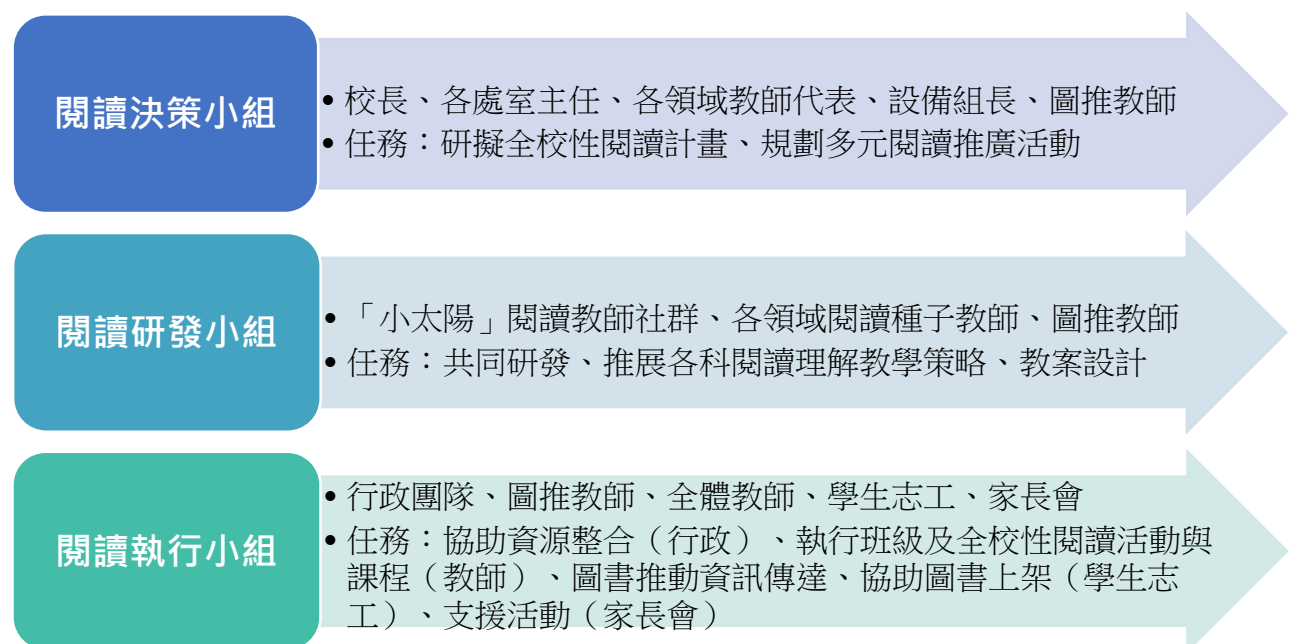 閱讀決策小組
• 校長、各處室主任、各領域教師代表、設備組長、圖推教師
• 任務：研擬全校性閱讀計畫、規劃多元閱讀推廣活動
閱讀研發小組
• 「小太陽」閱讀教師社群、各領域閱讀種子教師、圖推教師
• 任務：共同研發、推展各科閱讀理解教學策略、教案設計
閱讀執行小組
• 行政團隊、圖推教師、全體教師、學生志工、家長會
• 任務：協助資源整合（行政）、執行班級及全校性閱讀活動與
課程（教師）、圖書推動資訊傳達、協助圖書上架（學生志
工）、支援活動（家長會）